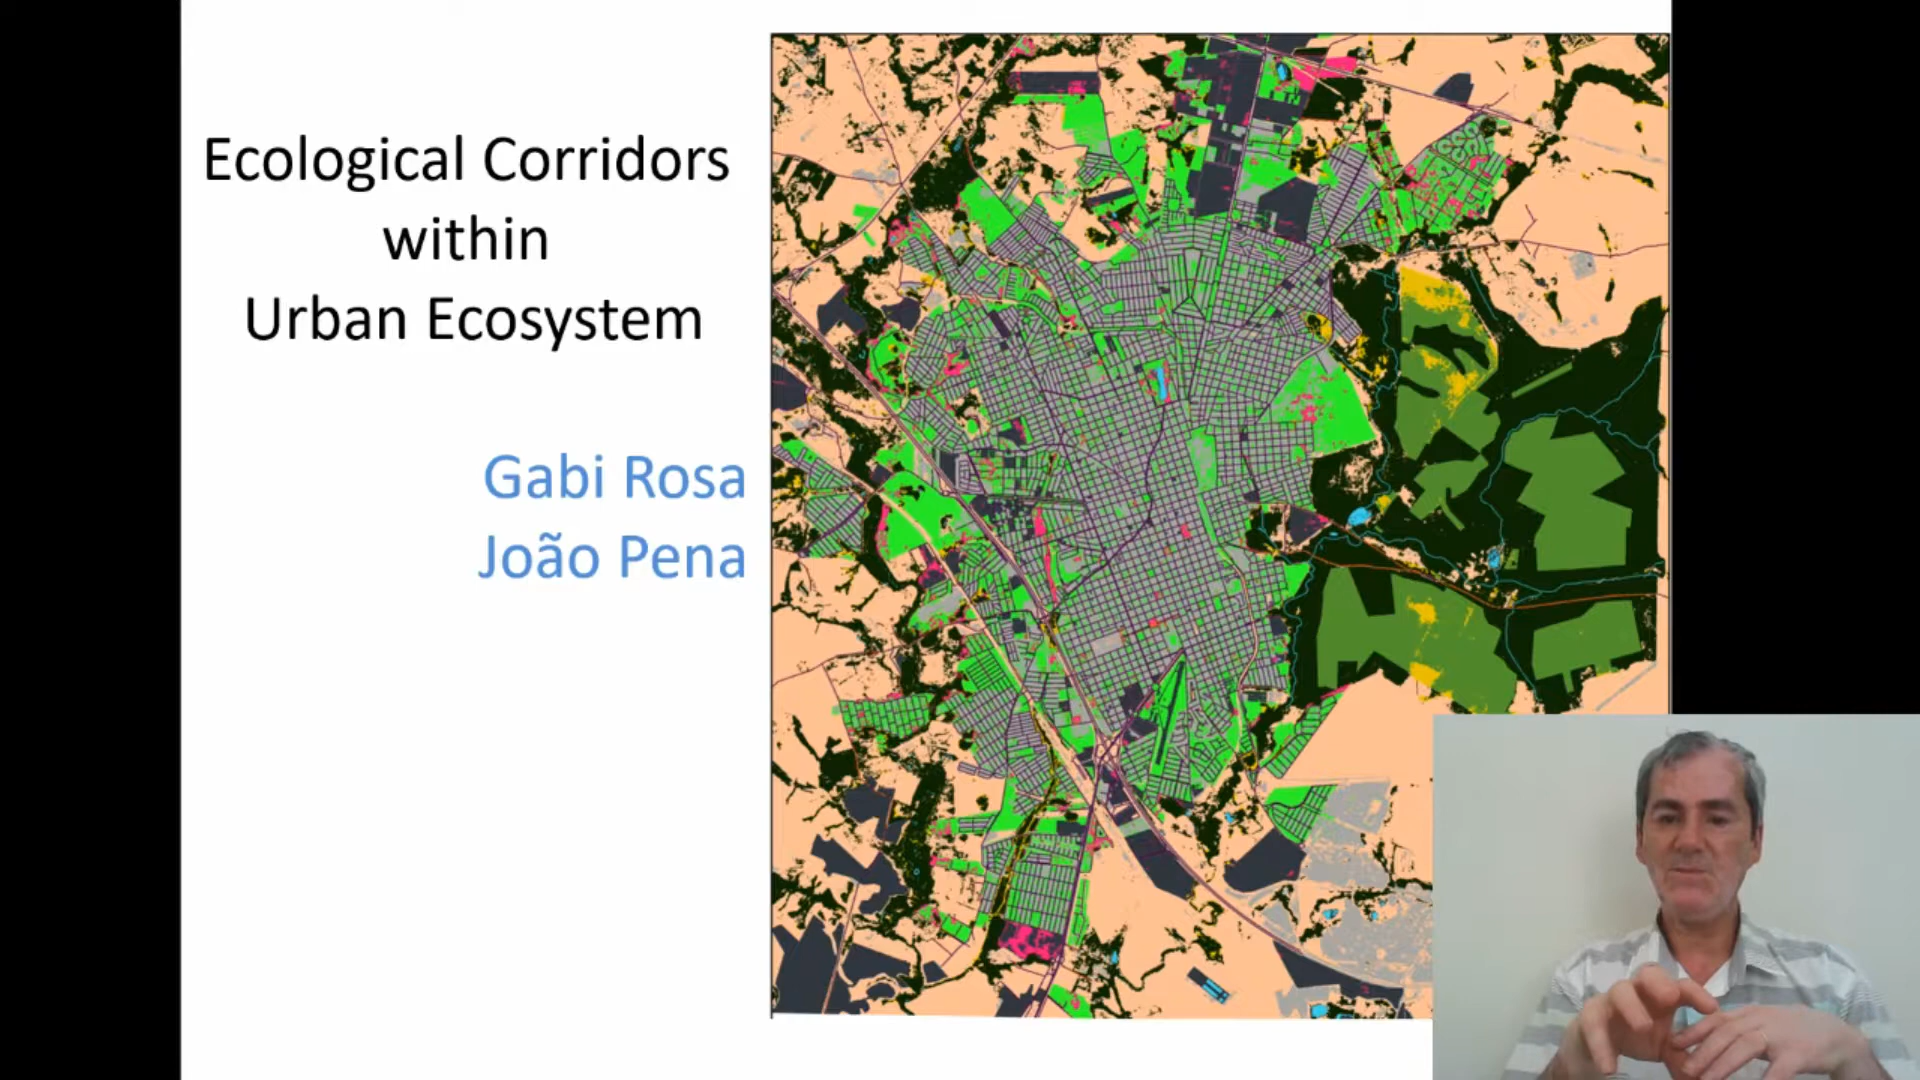 Ecological Corridors
within
Urban Ecosystem
Gabi Rosa
João Pena